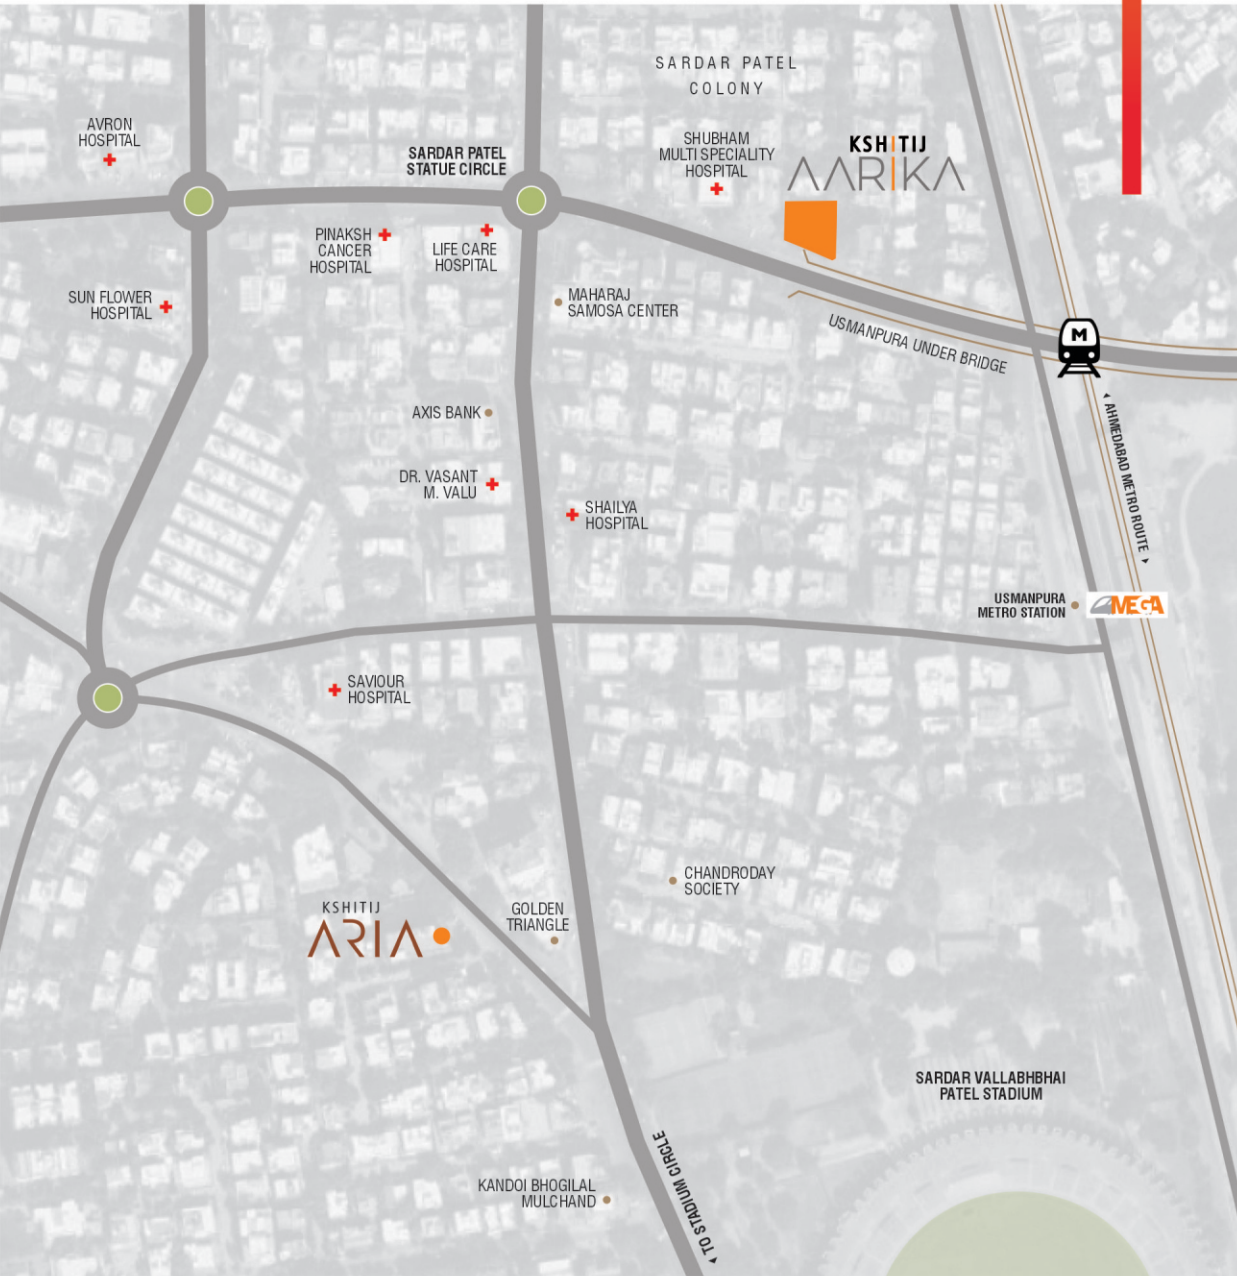 SARDAR PATEL
COLONY
AVRON
HOSPITAL
SARDAR PATEL
STATUE CIRCLE
SHUBHAM
MULTI SPECIALITY
HOSPITAL
KSHITIJ
AARIKA
PINAKSH
CANCER
HOSPITAL
LIFE CARE
HOSPITAL
SUN FLOWER
HOSPITAL
MAHARAJ
SAMOSA CENTER
USMANPURA UNDER BRIDGE
M
AXIS BANK
AHMEDABAD METRO ROUTE
DR. VASANT
M. VALU
SHAILYA
HOSPITAL
USMANPURA
METRO STATION
MEGA
SAVIOUR
HOSPITAL
CHANDRODAY
SOCIETY
KSHITIJ
ARIA
GOLDEN
TRIANGLE
SARDAR VALLABHBHAI
PATEL STADIUM
TO STADIUM CIRCLE
KANDOI BHOGILAL
MULCHAND